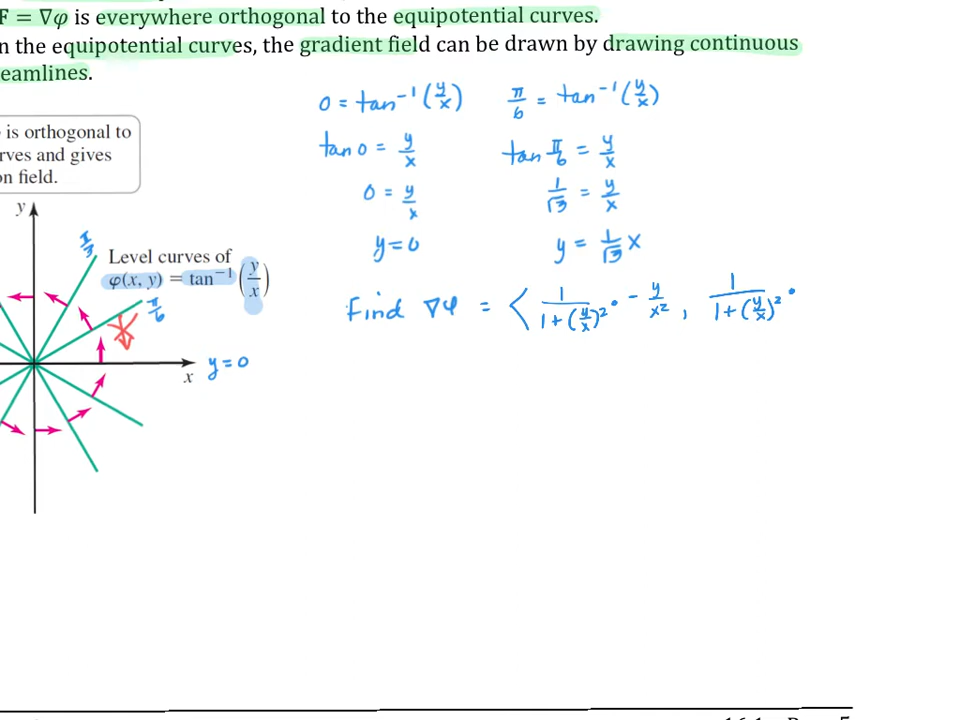 F = ∇φ is everywhere orthogonal to the equipotential curves.
n the equipotential curves, the gradient field can be drawn by drawing continuous
eamlines.
is orthogonal to
rves and gives
on field.
y
π/3
Level curves of
φ(x, y) = tan⁻¹(y/x)
π/6
x
y = 0
0 = tan⁻¹(y/x)
tan 0 = y/x
0 = y/x
y = 0
π/6 = tan⁻¹(y/x)
tan π/6 = y/x
1/√3 = y/x
y = 1/√3 x
Find ∇φ = ⟨ 1/(1+(y/x)²) · - y/x² , 1/(1+(y/x)²) ·